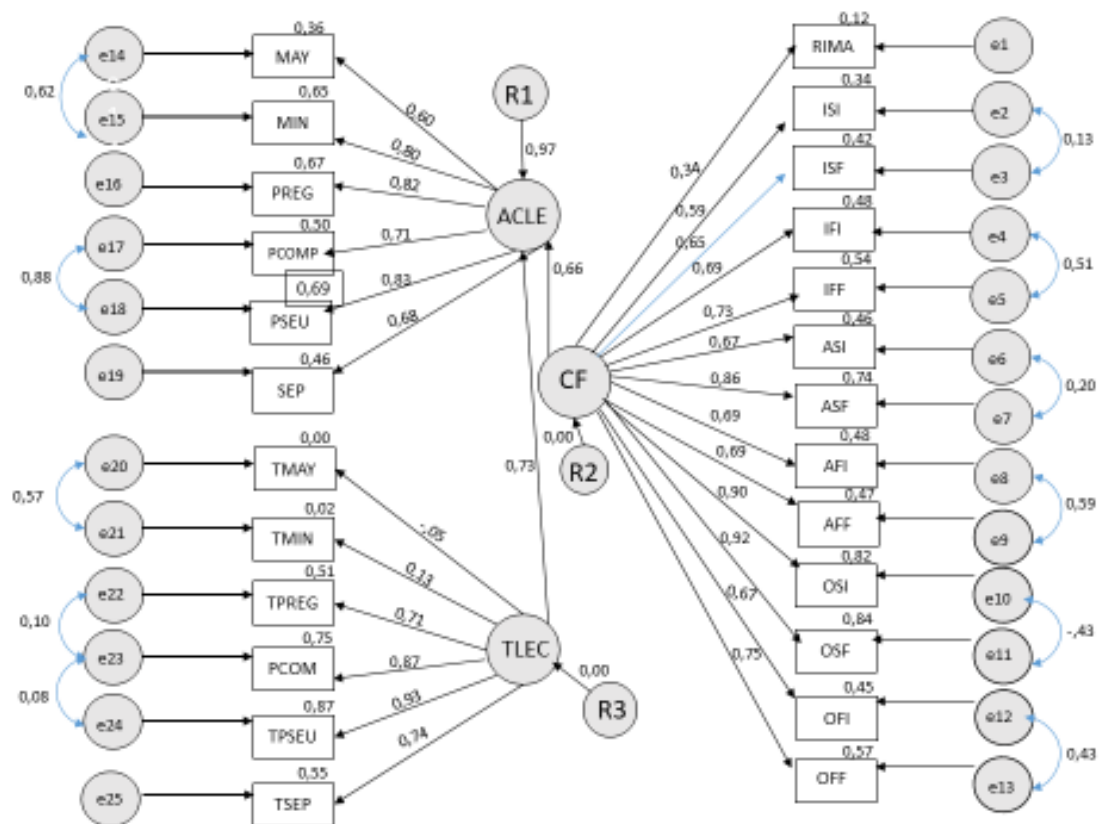 0,36
e14
MAY
0,62
0,65
e15
MIN
0,67
e16
PREG
0,50
e17
PCOMP
0,88
0,69
e18
PSEU
0,46
e19
SEP
0,60
0,80
0,82
0,71
0,83
0,68
R1
0,97
ACLE
0,66
0,73
CF
0,00
R2
0,00
e20
TMAY
0,57
0,02
e21
TMIN
0,51
e22
TPREG
0,10
0,75
e23
PCOM
0,08
0,87
e24
TPSEU
0,55
e25
TSEP
-,05
0,13
0,71
0,87
0,93
0,74
TLEC
0,00
R3
0,34
0,59
0,65
0,69
0,73
0,67
0,86
0,69
0,69
0,90
0,92
0,67
0,75
0,12
RIMA
e1
0,34
ISI
e2
0,13
0,42
ISF
e3
0,48
IFI
e4
0,51
0,54
IFF
e5
0,46
ASI
e6
0,20
0,74
ASF
e7
0,48
AFI
e8
0,59
0,47
AFF
e9
0,82
OSI
e10
-,43
0,84
OSF
e11
0,45
OFI
e12
0,43
0,57
OFF
e13